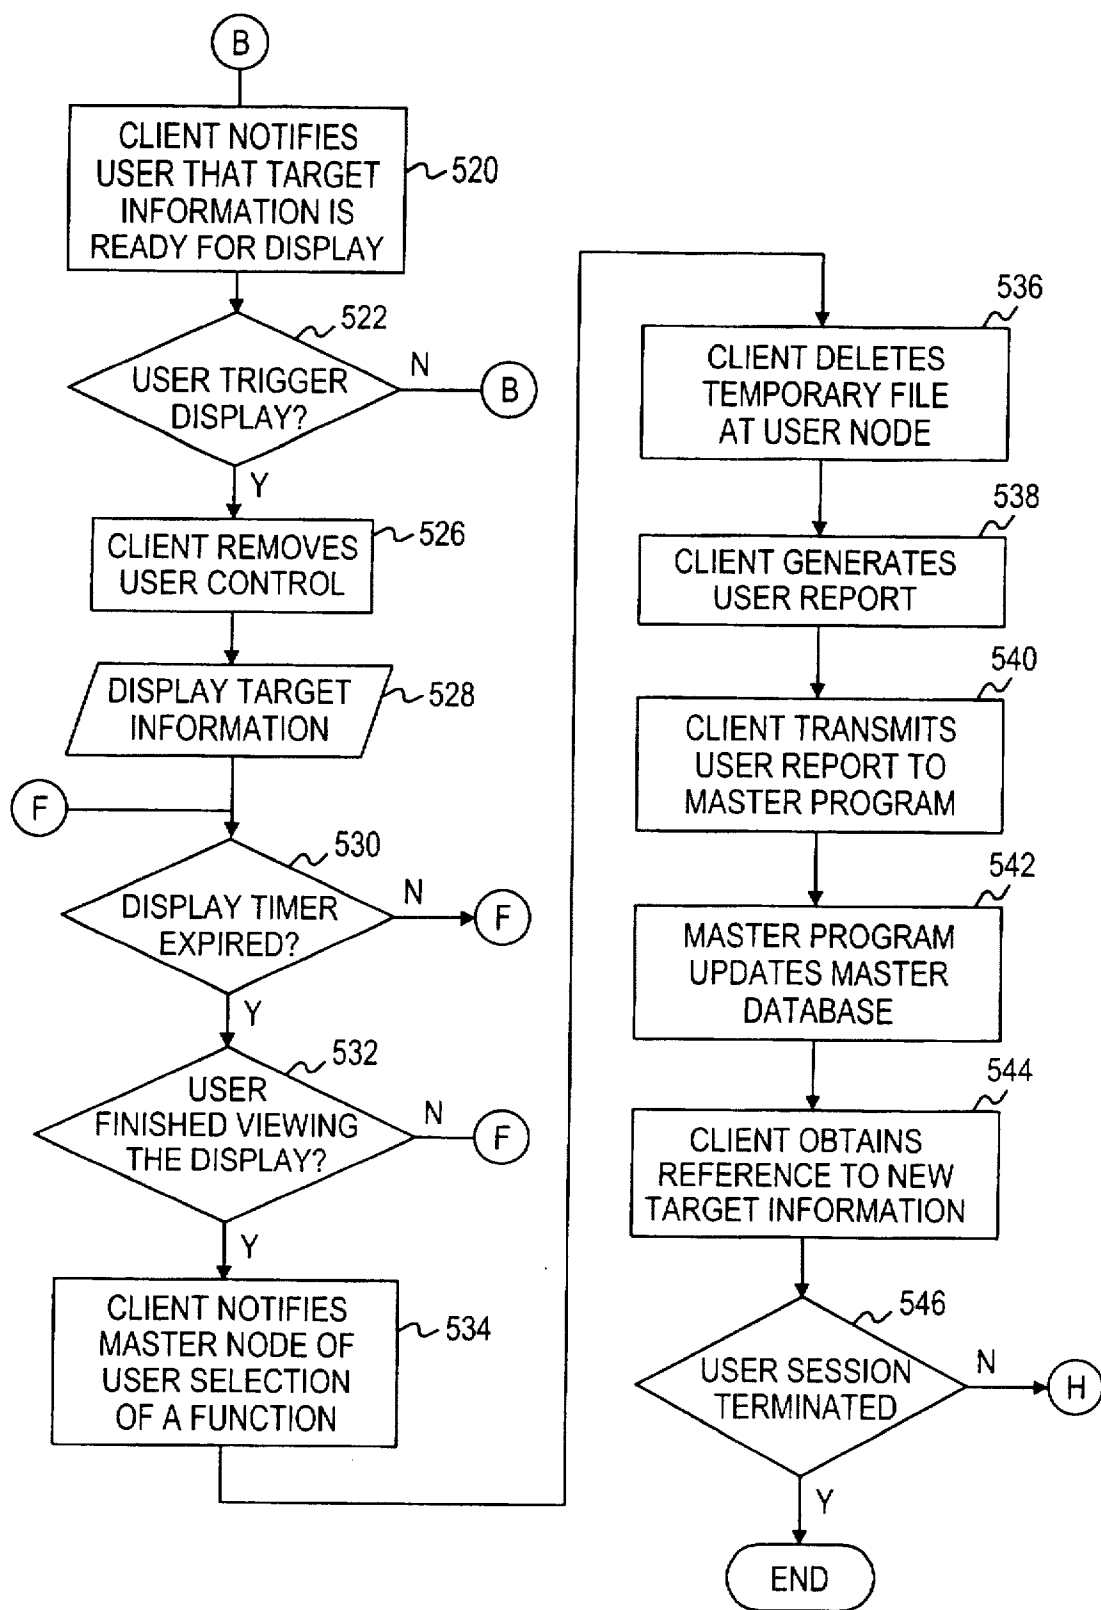 B
CLIENT NOTIFIES
USER THAT TARGET
INFORMATION IS
READY FOR DISPLAY
520
522
USER TRIGGER
DISPLAY?
N
B
Y
CLIENT REMOVES
USER CONTROL
526
DISPLAY TARGET
INFORMATION
528
F
530
DISPLAY TIMER
EXPIRED?
N
F
Y
532
USER
FINISHED VIEWING
THE DISPLAY?
N
F
Y
CLIENT NOTIFIES
MASTER NODE OF
USER SELECTION
OF A FUNCTION
534
536
CLIENT DELETES
TEMPORARY FILE
AT USER NODE
538
CLIENT GENERATES
USER REPORT
540
CLIENT TRANSMITS
USER REPORT TO
MASTER PROGRAM
542
MASTER PROGRAM
UPDATES MASTER
DATABASE
544
CLIENT OBTAINS
REFERENCE TO NEW
TARGET INFORMATION
546
USER SESSION
TERMINATED
N
H
Y
END